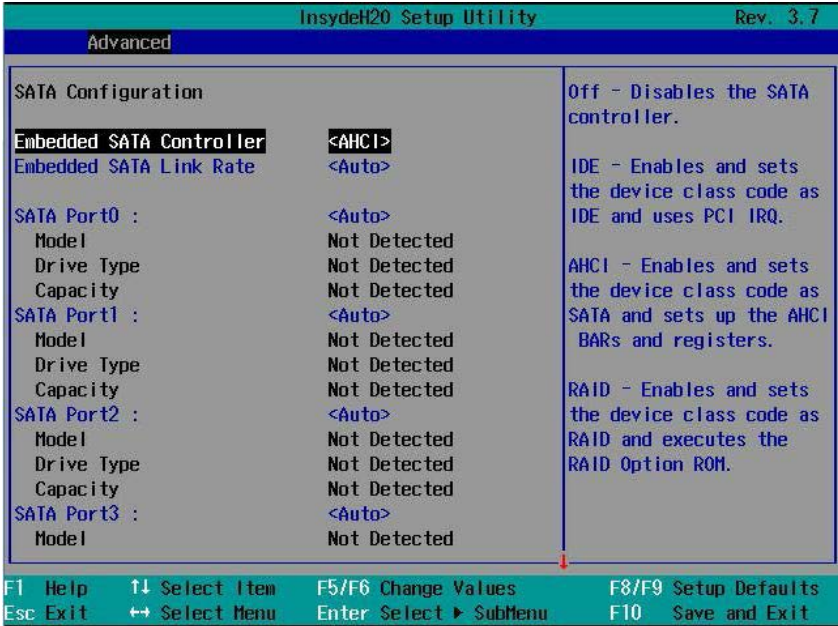 InsydeH20 Setup Utility Rev. 3.7
Advanced
SATA Configuration
Embedded SATA Controller <AHCI>
Embedded SATA Link Rate <Auto>
SATA Port0 : <Auto>
Model Not Detected
Drive Type Not Detected
Capacity Not Detected
SATA Port1 : <Auto>
Model Not Detected
Drive Type Not Detected
Capacity Not Detected
SATA Port2 : <Auto>
Model Not Detected
Drive Type Not Detected
Capacity Not Detected
SATA Port3 : <Auto>
Model Not Detected
Off - Disables the SATA
controller.
IDE - Enables and sets
the device class code as
IDE and uses PCI IRQ.
AHCI - Enables and sets
the device class code as
SATA and sets up the AHCI
BARs and registers.
RAID - Enables and sets
the device class code as
RAID and executes the
RAID Option ROM.
F1 Help ↑↓ Select Item F5/F6 Change Values F8/F9 Setup Defaults
Esc Exit ↔ Select Menu Enter Select ▶ SubMenu F10 Save and Exit